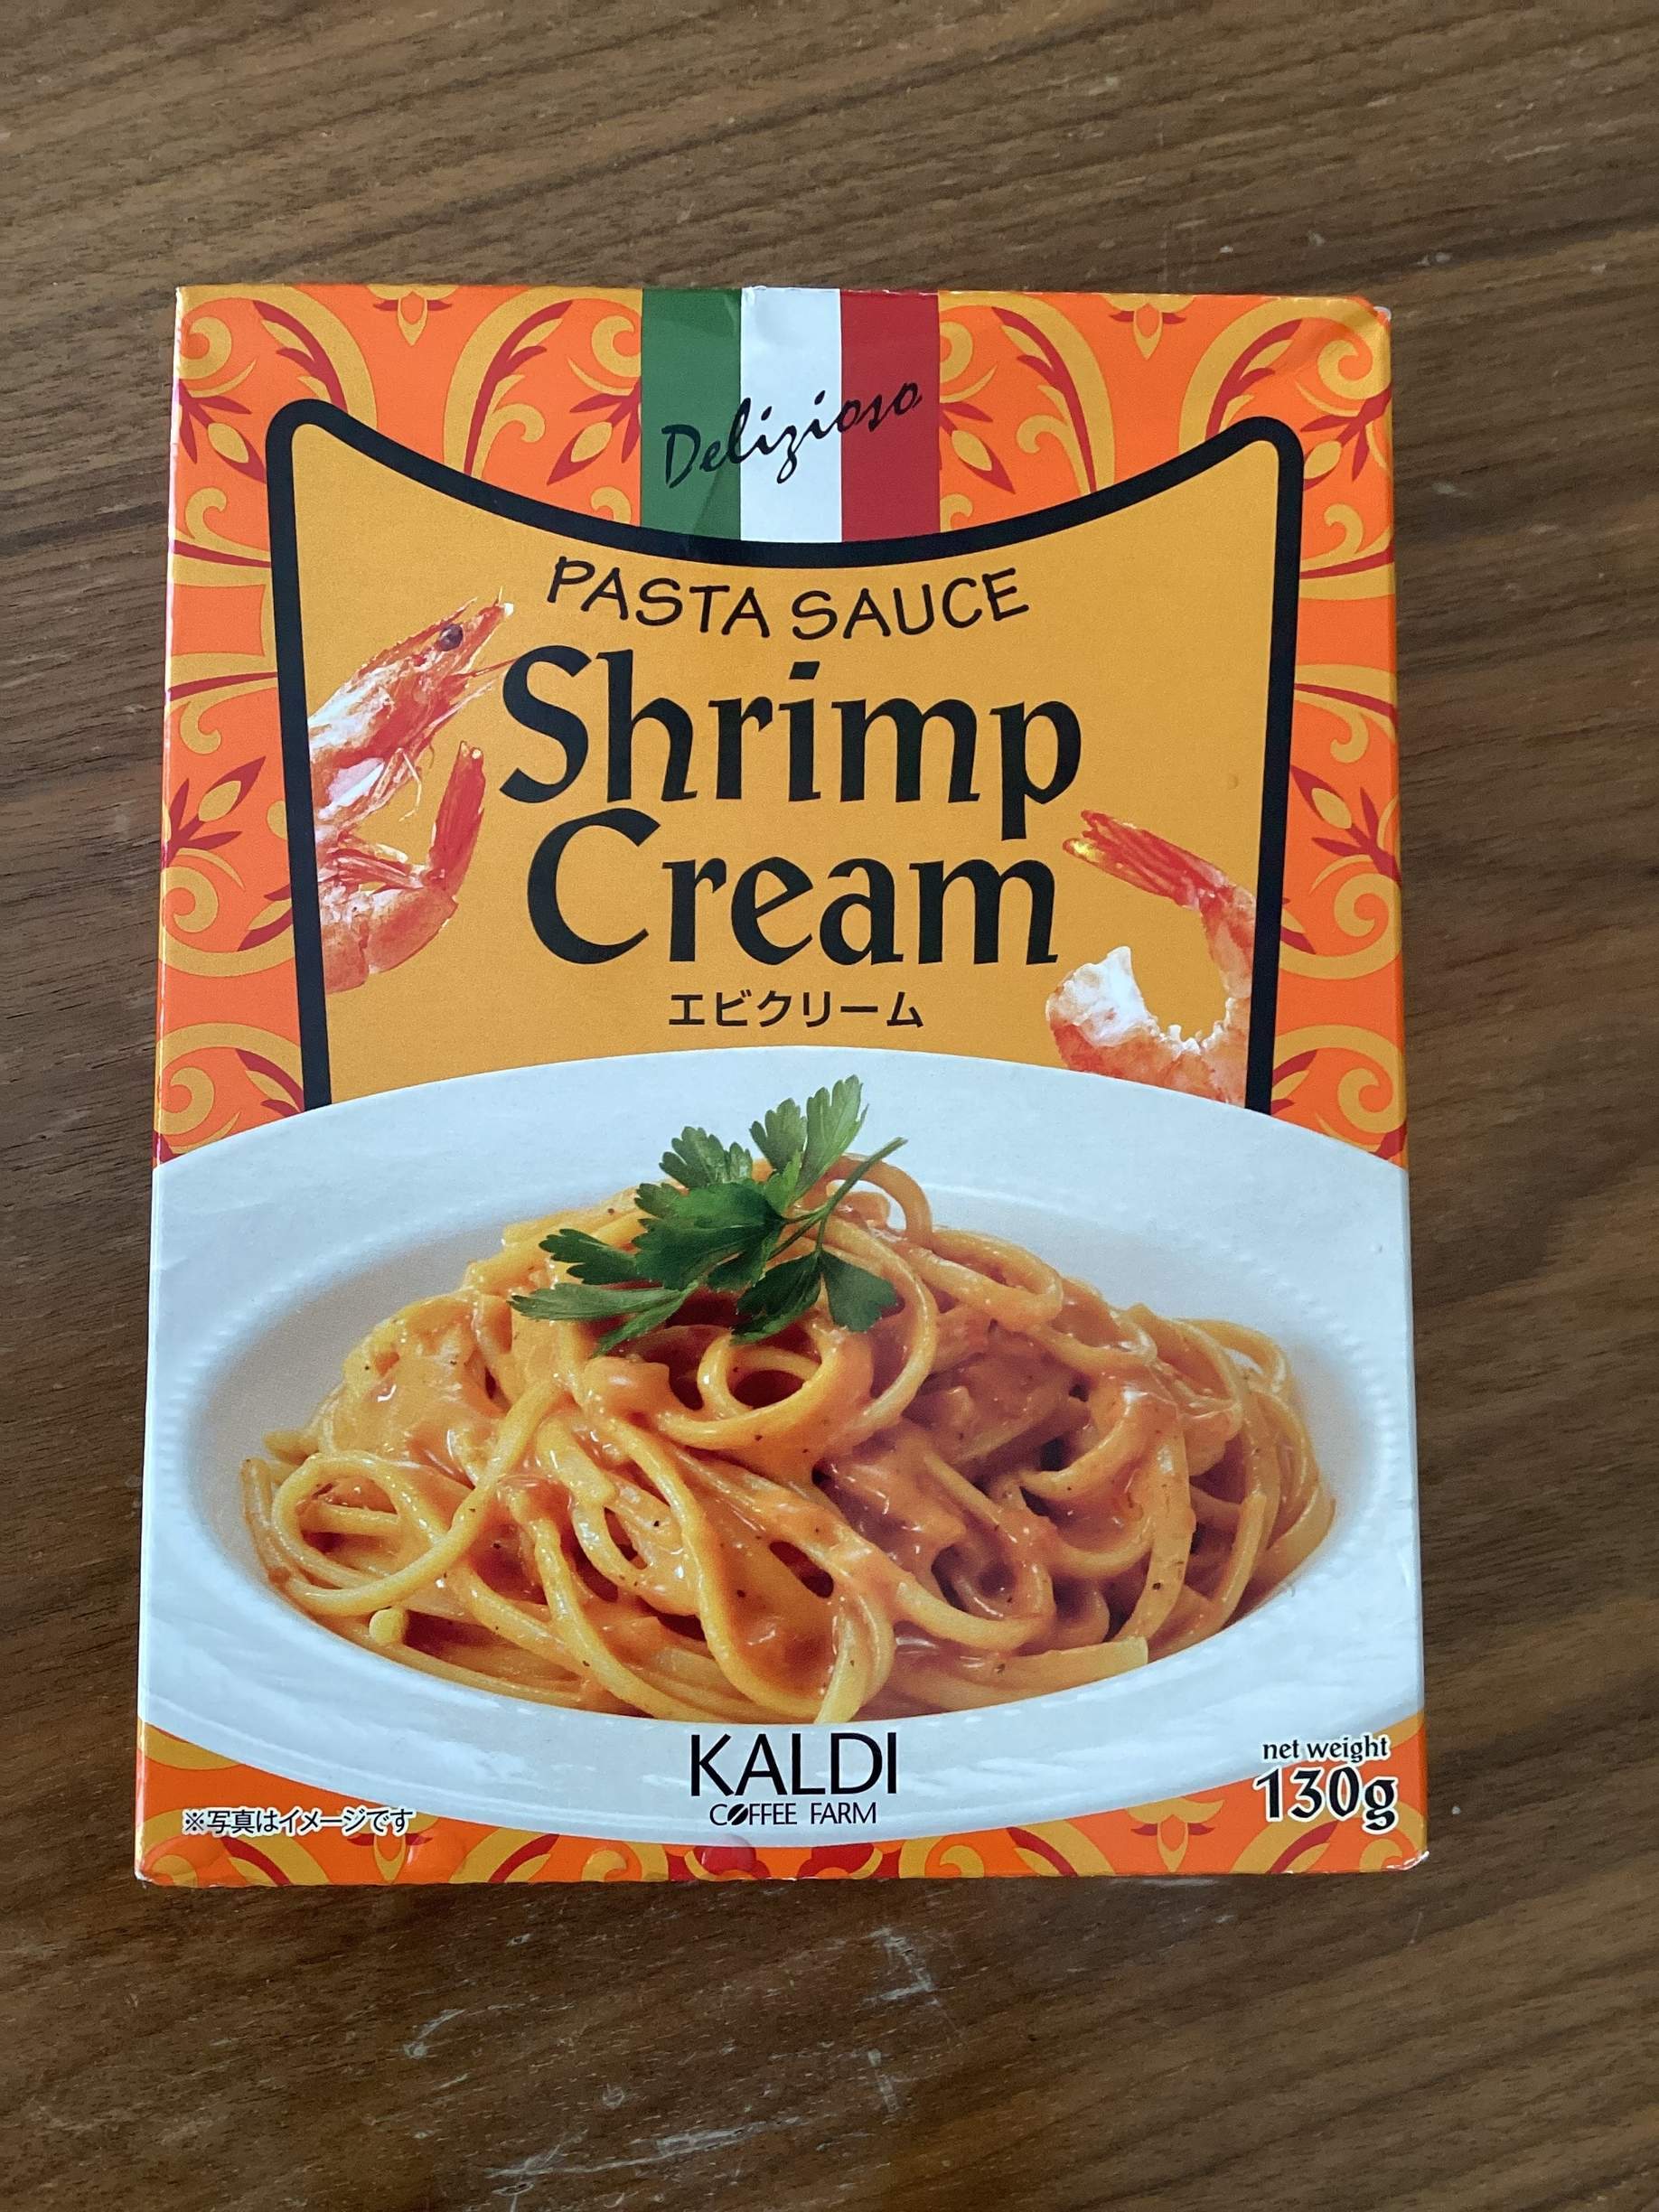 Delizioso
PASTA SAUCE
Shrimp
Cream
エビクリーム
KALDI
COFFEE FARM
net weight
130g
※写真はイメージです